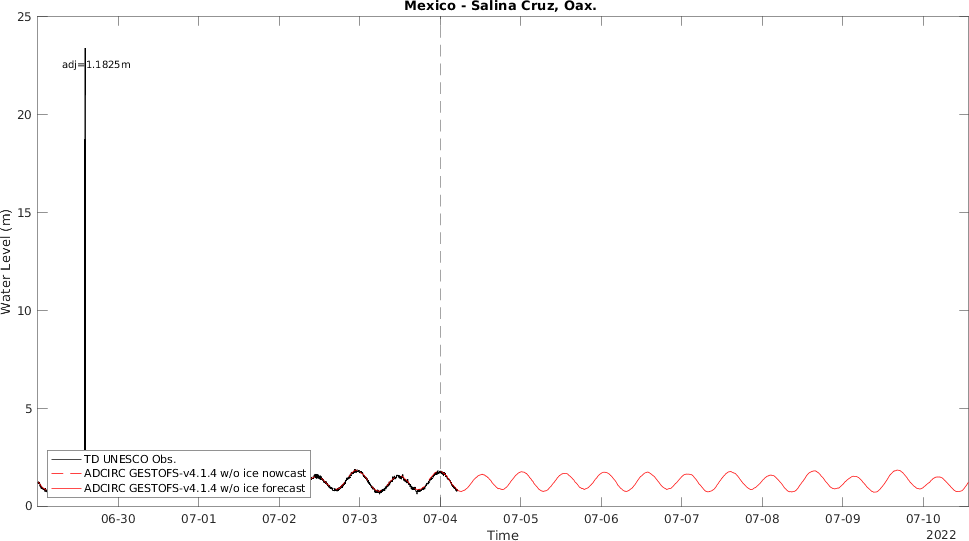 Mexico - Salina Cruz, Oax.
25
adj=1.1825m
20
15
Water Level (m)
10
5
TD UNESCO Obs.
ADCIRC GESTOFS-v4.1.4 w/o ice nowcast
ADCIRC GESTOFS-v4.1.4 w/o ice forecast
0
06-30 07-01 07-02 07-03 07-04 07-05 07-06 07-07 07-08 07-09 07-10
Time
2022